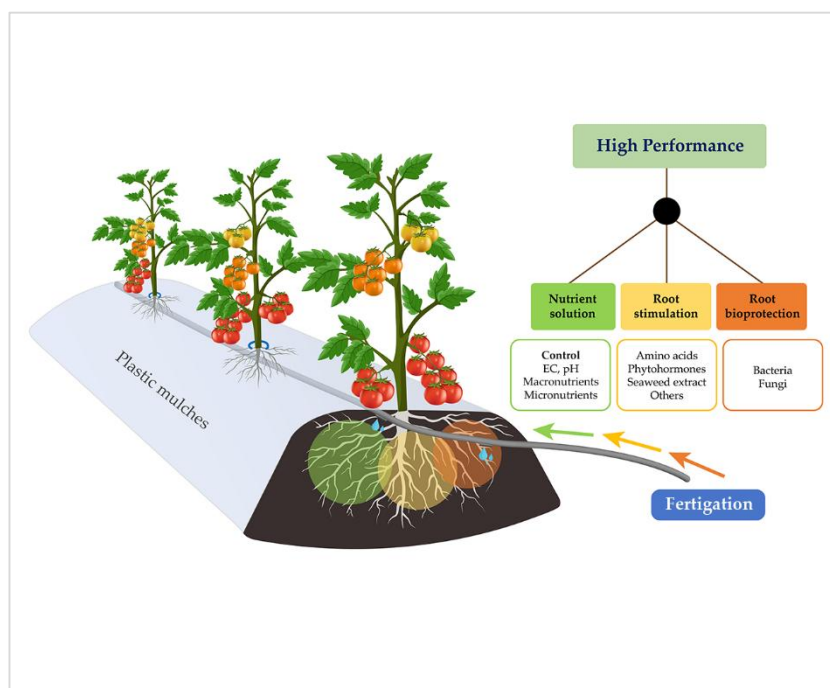 High Performance
Nutrient
solution
Root
stimulation
Root
bioprotection
Control
EC, pH
Macronutrients
Micronutrients
Amino acids
Phytohormones
Seaweed extract
Others
Bacteria
Fungi
Plastic mulches
Fertigation